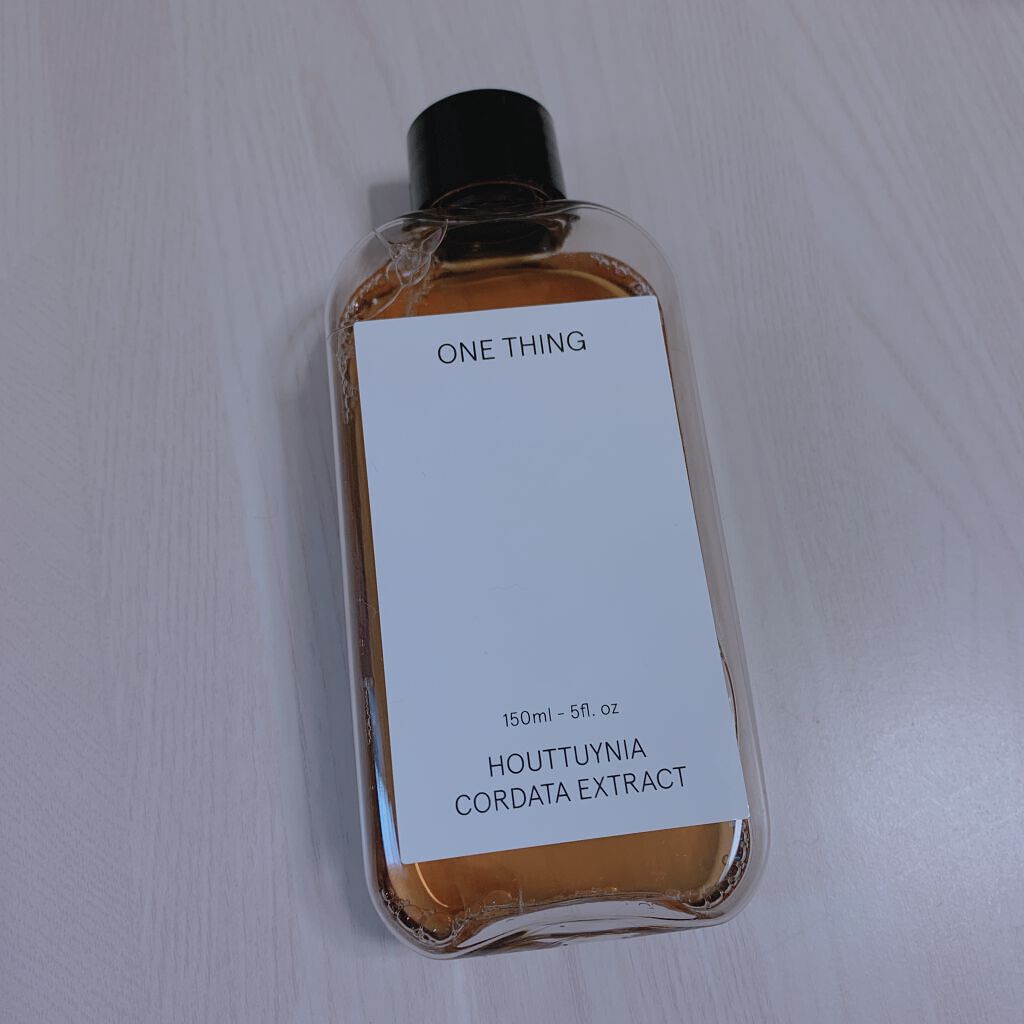 ONE THING
150ml - 5fl. oz
HOUTTUYNIA
CORDATA EXTRACT